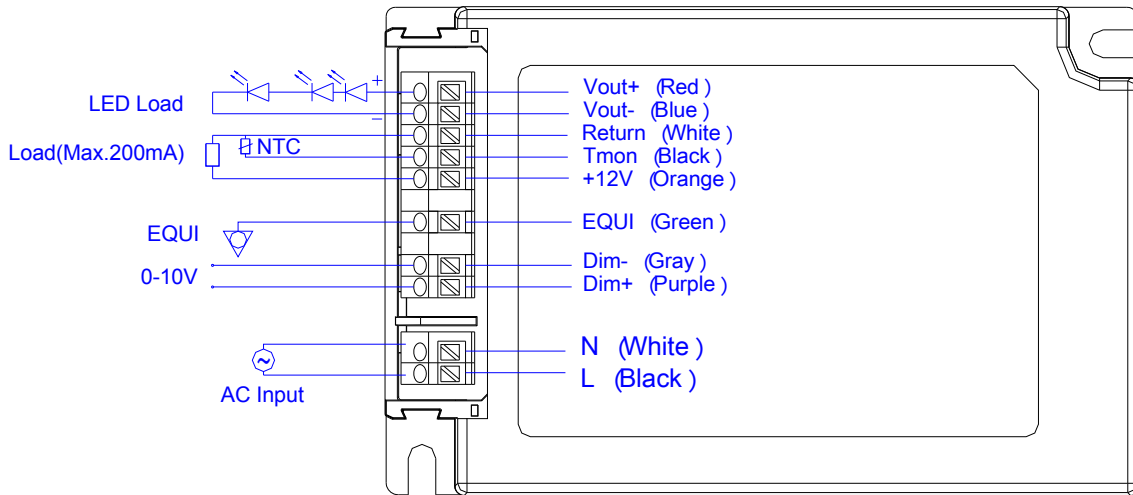 LED Load
+
−
Load(Max.200mA)
NTC
EQUI
0-10V
~
AC Input
Vout+ (Red )
Vout- (Blue )
Return (White )
Tmon (Black )
+12V (Orange )
EQUI (Green )
Dim- (Gray )
Dim+ (Purple )
N (White )
L (Black )